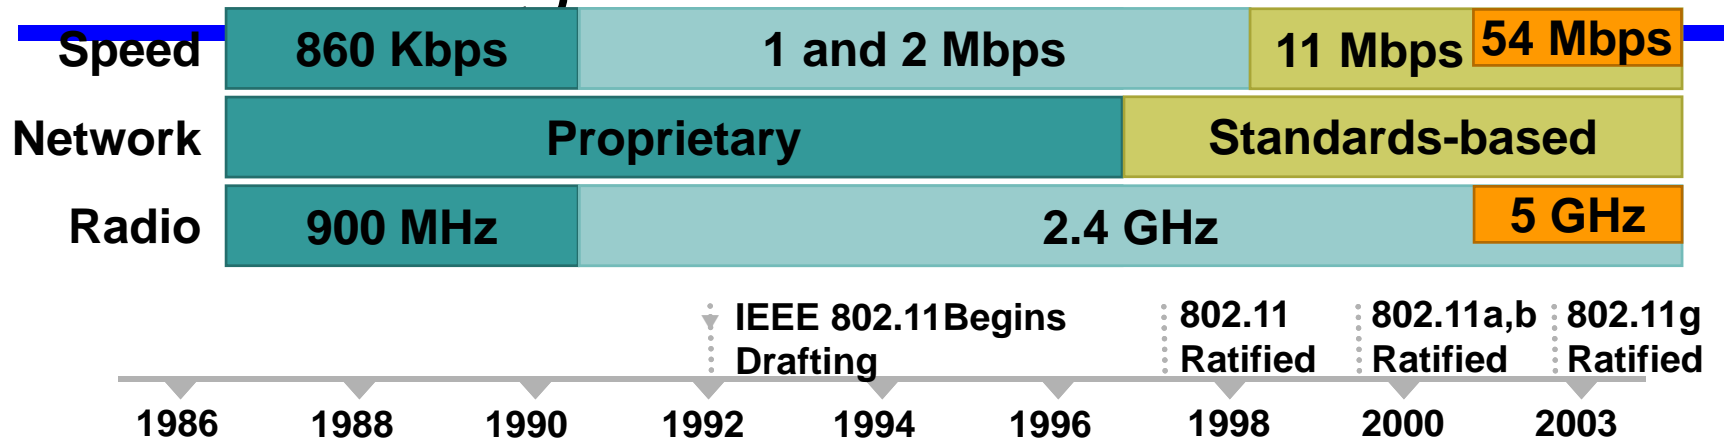 Speed 860 Kbps 1 and 2 Mbps 11 Mbps 54 Mbps
Network Proprietary Standards-based
Radio 900 MHz 2.4 GHz 5 GHz
IEEE 802.11Begins 802.11 802.11a,b 802.11g
Drafting Ratified Ratified Ratified
1986 1988 1990 1992 1994 1996 1998 2000 2003